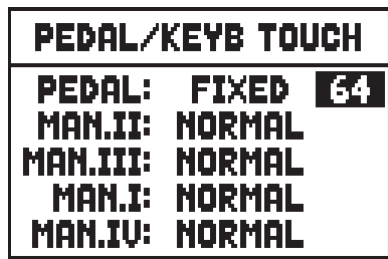 PEDAL/KEYB TOUCH
PEDAL: FIXED 64
MAN.II: NORMAL
MAN.III: NORMAL
MAN.I: NORMAL
MAN.IV: NORMAL